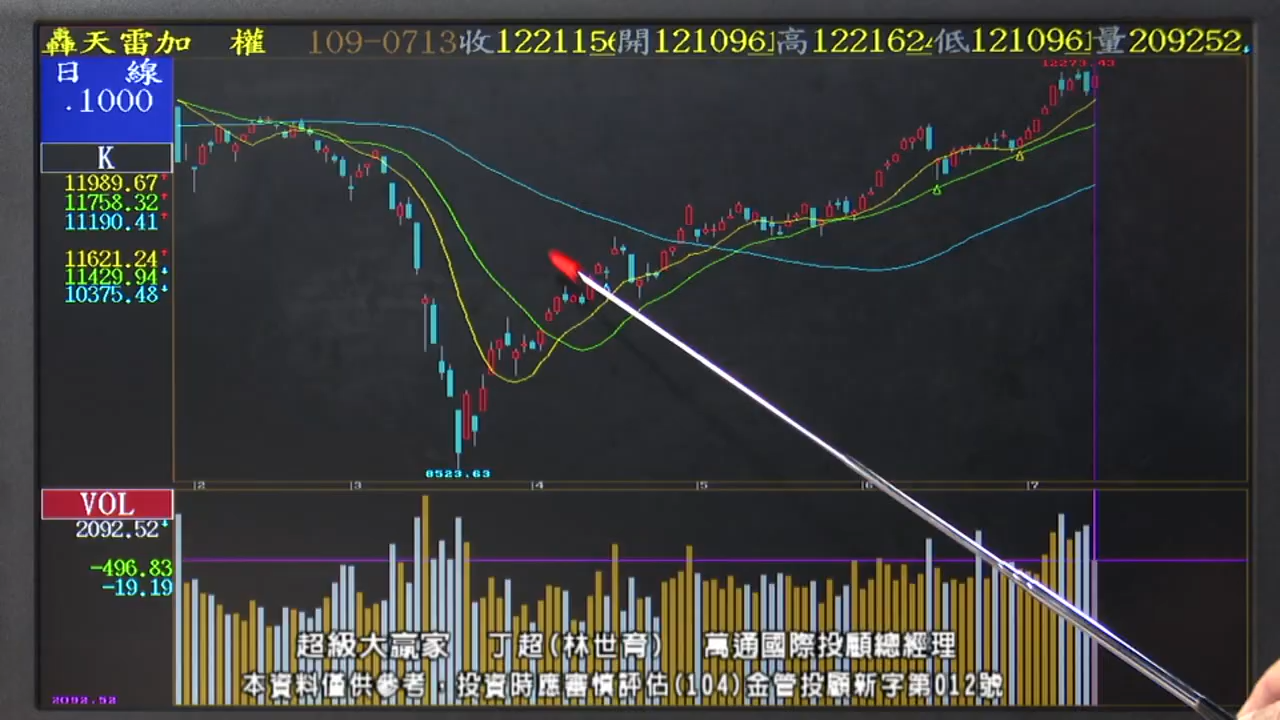 轟天雷加 權 109-0713收1221156開121096高122162低121096量209252
日 線
.1000
K
11989.67
11758.32
11190.41
11621.24
11429.94
10375.48
12273.43
8523.63
2 3 4 5 6 7
VOL
2092.52
-496.83
-19.19
超級大贏家 丁超(林世育) 萬通國際投顧總經理
本資料僅供參考，投資時應審慎評估(104)金管投顧新字第012號
2092.52